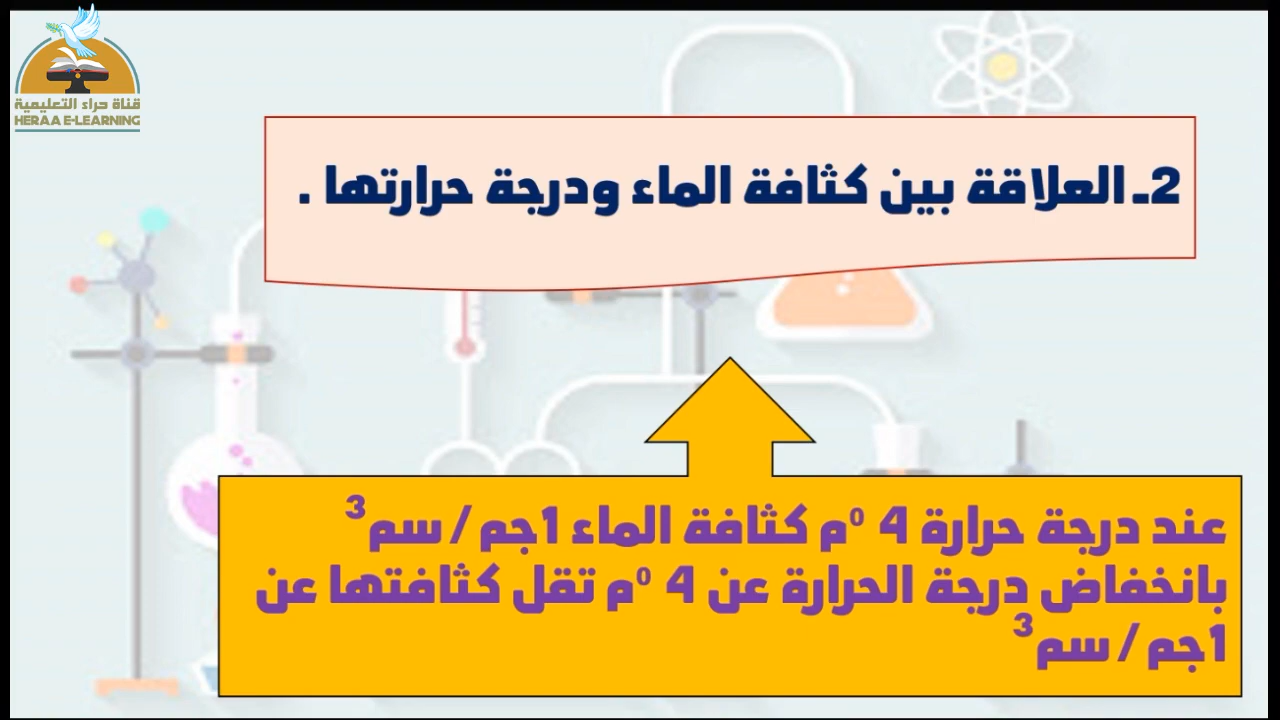 قناة حراء التعليمية
HERAA E-LEARNING
2ـ العلاقة بين كثافة الماء ودرجة حرارتها .
عند درجة حرارة 4 ⁰م كثافة الماء 1جم / سم³
بانخفاض درجة الحرارة عن 4 ⁰م تقل كثافتها عن
1جم / سم³